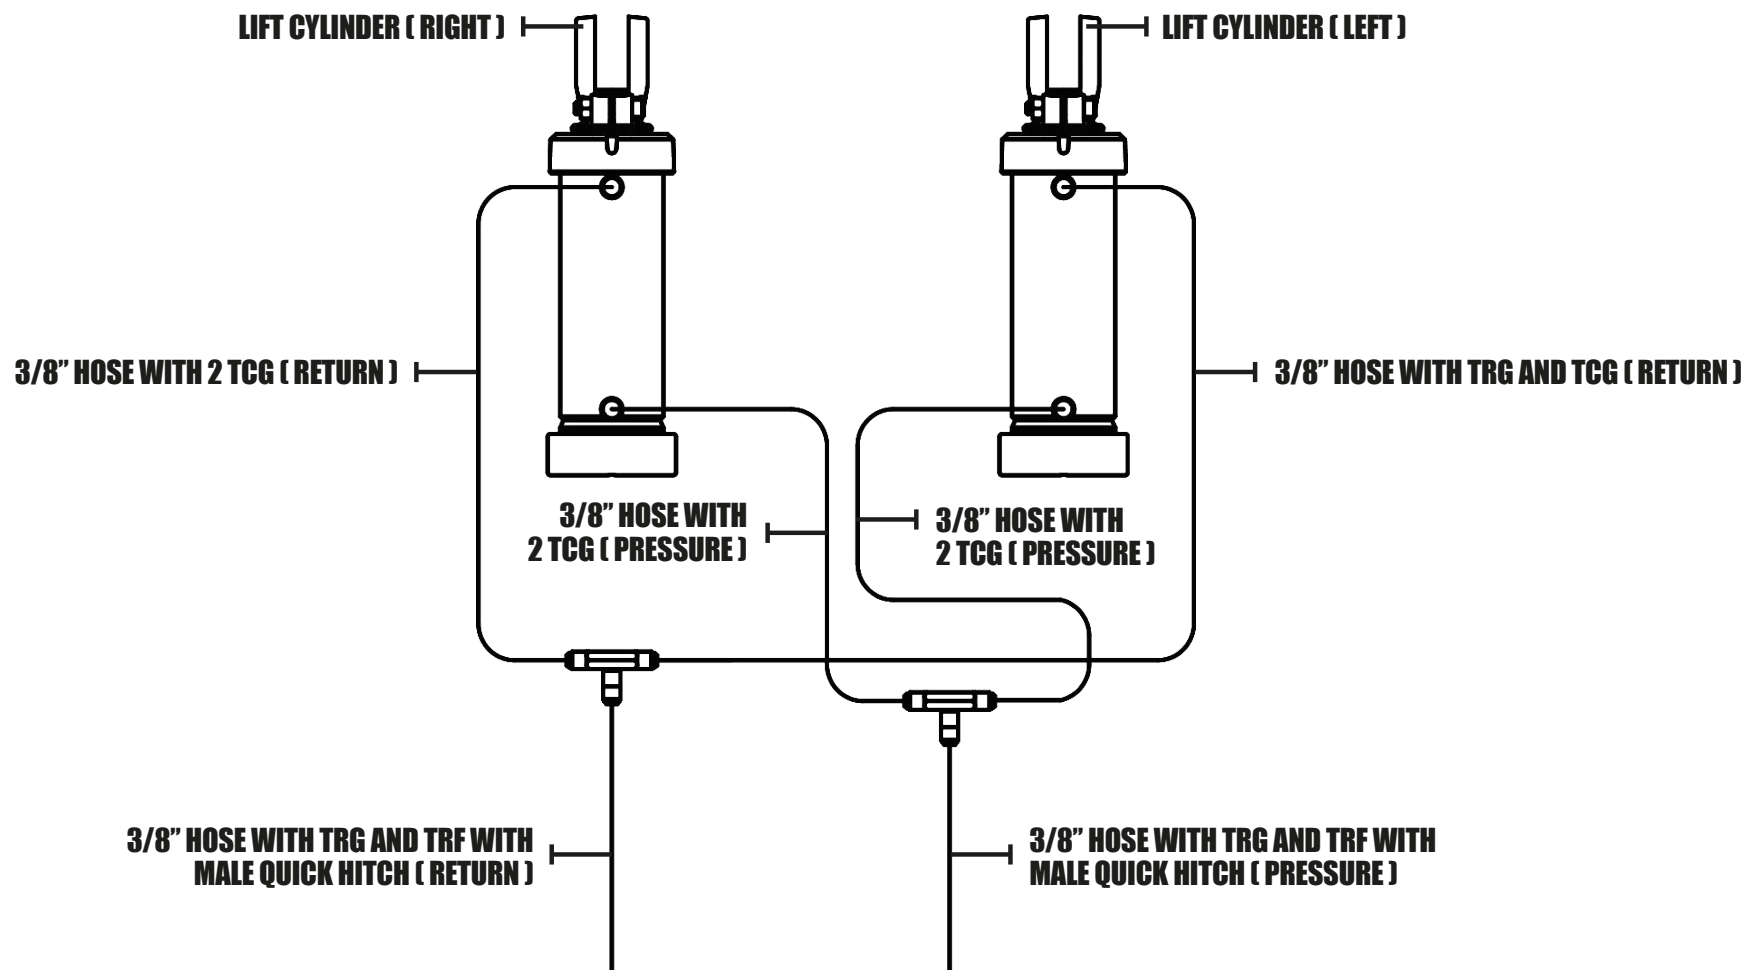 LIFT CYLINDER ( RIGHT )
LIFT CYLINDER ( LEFT )
3/8” HOSE WITH 2 TCG ( RETURN )
3/8” HOSE WITH TRG AND TCG ( RETURN )
3/8” HOSE WITH
2 TCG ( PRESSURE )
3/8” HOSE WITH
2 TCG ( PRESSURE )
3/8” HOSE WITH TRG AND TRF WITH
MALE QUICK HITCH ( RETURN )
3/8” HOSE WITH TRG AND TRF WITH
MALE QUICK HITCH ( PRESSURE )